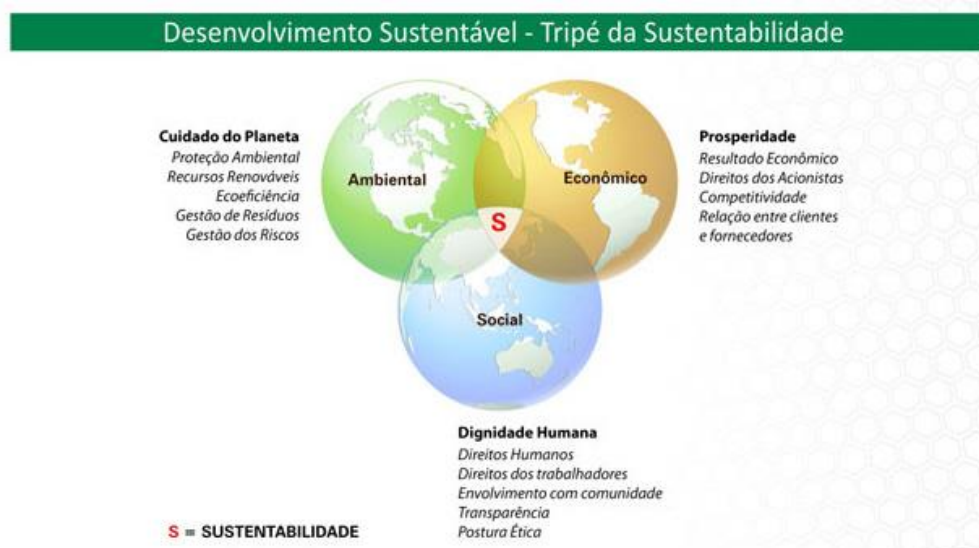 Desenvolvimento Sustentável - Tripé da Sustentabilidade
Cuidado do Planeta
Proteção Ambiental
Recursos Renováveis
Ecoeficiência
Gestão de Resíduos
Gestão dos Riscos
Ambiental
Econômico
S
Social
Prosperidade
Resultado Econômico
Direitos dos Acionistas
Competitividade
Relação entre clientes
e fornecedores
Dignidade Humana
Direitos Humanos
Direitos dos trabalhadores
Envolvimento com comunidade
Transparência
Postura Ética
S = SUSTENTABILIDADE